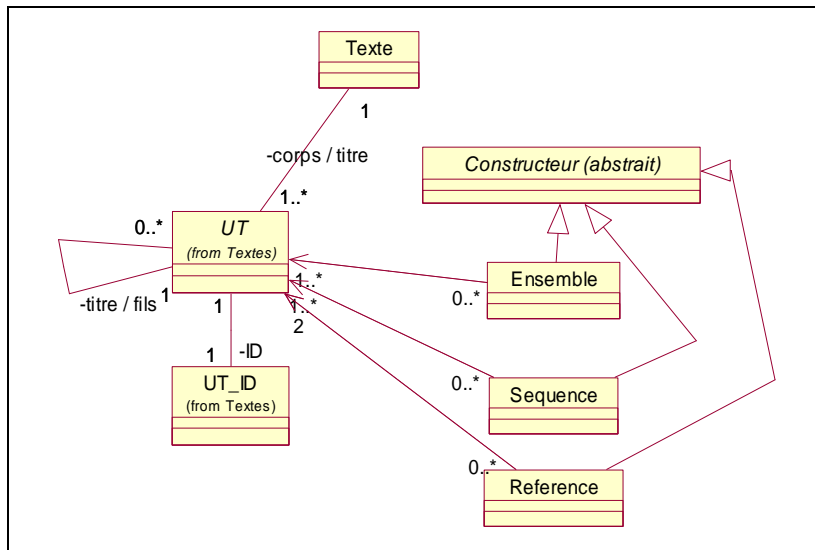 Texte
1
-corps / titre
1..*
Constructeur (abstrait)
0..*
UT
(from Textes)
-titre / fils
1
1
1..*
1..*
2
Ensemble
0..*
1
-ID
UT_ID
(from Textes)
0..*
Sequence
0..*
Reference